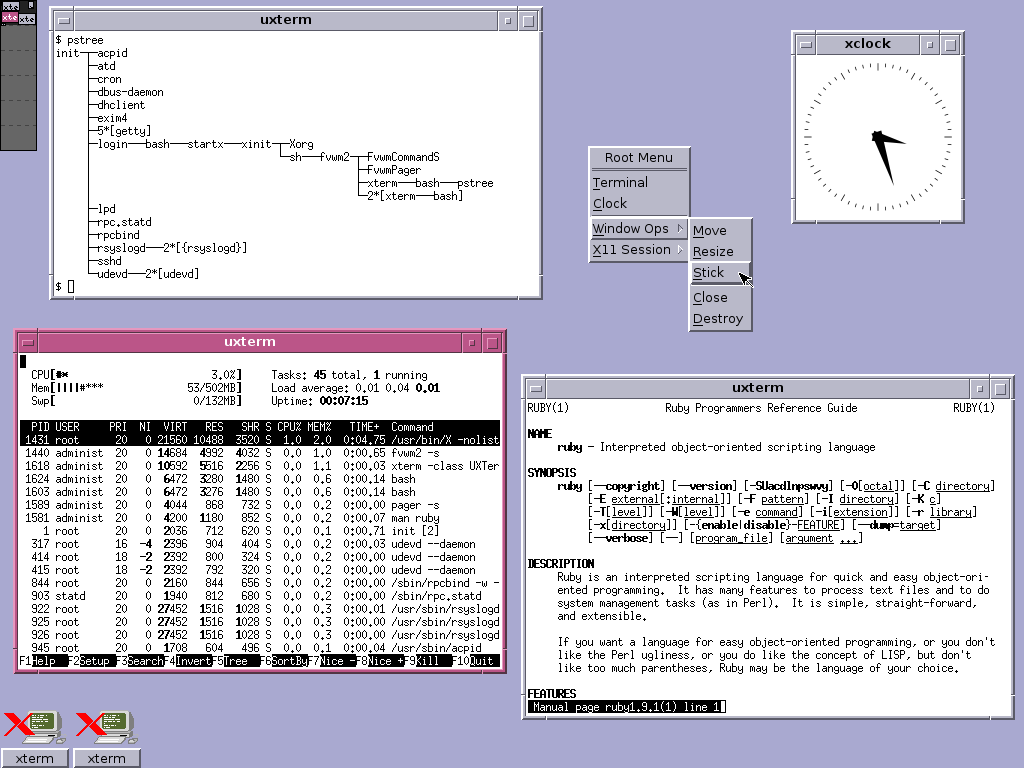 xte
xte xte
uxterm
$ pstree
init─┬─acpid
├─atd
├─cron
├─dbus-daemon
├─dhclient
├─exim4
├─5*[getty]
├─login───bash───startx───xinit─┬─Xorg
└─sh───fvwm2─┬─FvwmCommandS
├─FvwmPager
├─xterm───bash───pstree
└─2*[xterm───bash]
├─lpd
├─rpc.statd
├─rpcbind
├─rsyslogd───2*[{rsyslogd}]
├─sshd
└─udevd───2*[udevd]
$
xclock
Root Menu
Terminal
Clock
Window Ops
X11 Session
Move
Resize
Stick
Close
Destroy
uxterm
CPU[#* 3.0%] Tasks: 45 total, 1 running
Mem[||||#*** 53/502MB] Load average: 0.01 0.04 0.01
Swp[ 0/132MB] Uptime: 00:07:15
PID USER PRI NI VIRT RES SHR S CPU% MEM% TIME+ Command
1431 root 20 0 21560 10488 3520 S 1.0 2.0 0:04.75 /usr/bin/X -nolist
1440 administ 20 0 14684 4992 4032 S 0.0 1.0 0:00.65 fvwm2 -s
1618 administ 20 0 10592 5516 2256 S 0.0 1.1 0:00.03 xterm -class UXTer
1624 administ 20 0 6472 3280 1480 S 0.0 0.6 0:00.14 bash
1603 administ 20 0 6472 3276 1480 S 0.0 0.6 0:00.14 bash
1589 administ 20 0 4044 868 732 S 0.0 0.2 0:00.00 pager -s
1581 administ 20 0 4200 1180 852 S 0.0 0.2 0:00.07 man ruby
1 root 20 0 2036 712 620 S 0.0 0.1 0:00.71 init [2]
317 root 16 -4 2396 904 404 S 0.0 0.2 0:00.03 udevd --daemon
414 root 18 -2 2392 800 324 S 0.0 0.2 0:00.00 udevd --daemon
415 root 18 -2 2392 792 320 S 0.0 0.2 0:00.00 udevd --daemon
844 root 20 0 2160 844 656 S 0.0 0.2 0:00.00 /sbin/rpcbind -w -
903 statd 20 0 1940 812 680 S 0.0 0.2 0:00.00 /sbin/rpc.statd
922 root 20 0 27452 1516 1028 S 0.0 0.3 0:00.01 /usr/sbin/rsyslogd
925 root 20 0 27452 1516 1028 S 0.0 0.3 0:00.00 /usr/sbin/rsyslogd
926 root 20 0 27452 1516 1028 S 0.0 0.3 0:00.00 /usr/sbin/rsyslogd
945 root 20 0 1708 604 496 S 0.0 0.1 0:00.04 /usr/sbin/acpid
F1Help F2Setup F3SearchF4InvertF5Tree F6SortByF7Nice -F8Nice +F9Kill F10Quit
uxterm
RUBY(1) Ruby Programmers Reference Guide RUBY(1)
NAME
ruby — Interpreted object-oriented scripting language
SYNOPSIS
ruby [--copyright] [--version] [-SUacdlnpswvy] [-O[octal]] [-C directory]
[-E external[:internal]] [-F pattern] [-I directory] [-K c]
[-T[level]] [-W[level]] [-e command] [-i[extension]] [-r library]
[-x[directory]] [-{enable|disable}-FEATURE] [--dump=target]
[--verbose] [--] [program_file] [argument ...]
DESCRIPTION
Ruby is an interpreted scripting language for quick and easy object-ori-
ented programming. It has many features to process text files and to do
system management tasks (as in Perl). It is simple, straight-forward,
and extensible.
If you want a language for easy object-oriented programming, or you don't
like the Perl ugliness, or you do like the concept of LISP, but don't
like too much parentheses, Ruby may be the language of your choice.
FEATURES
Manual page ruby1.9.1(1) line 1
xterm xterm